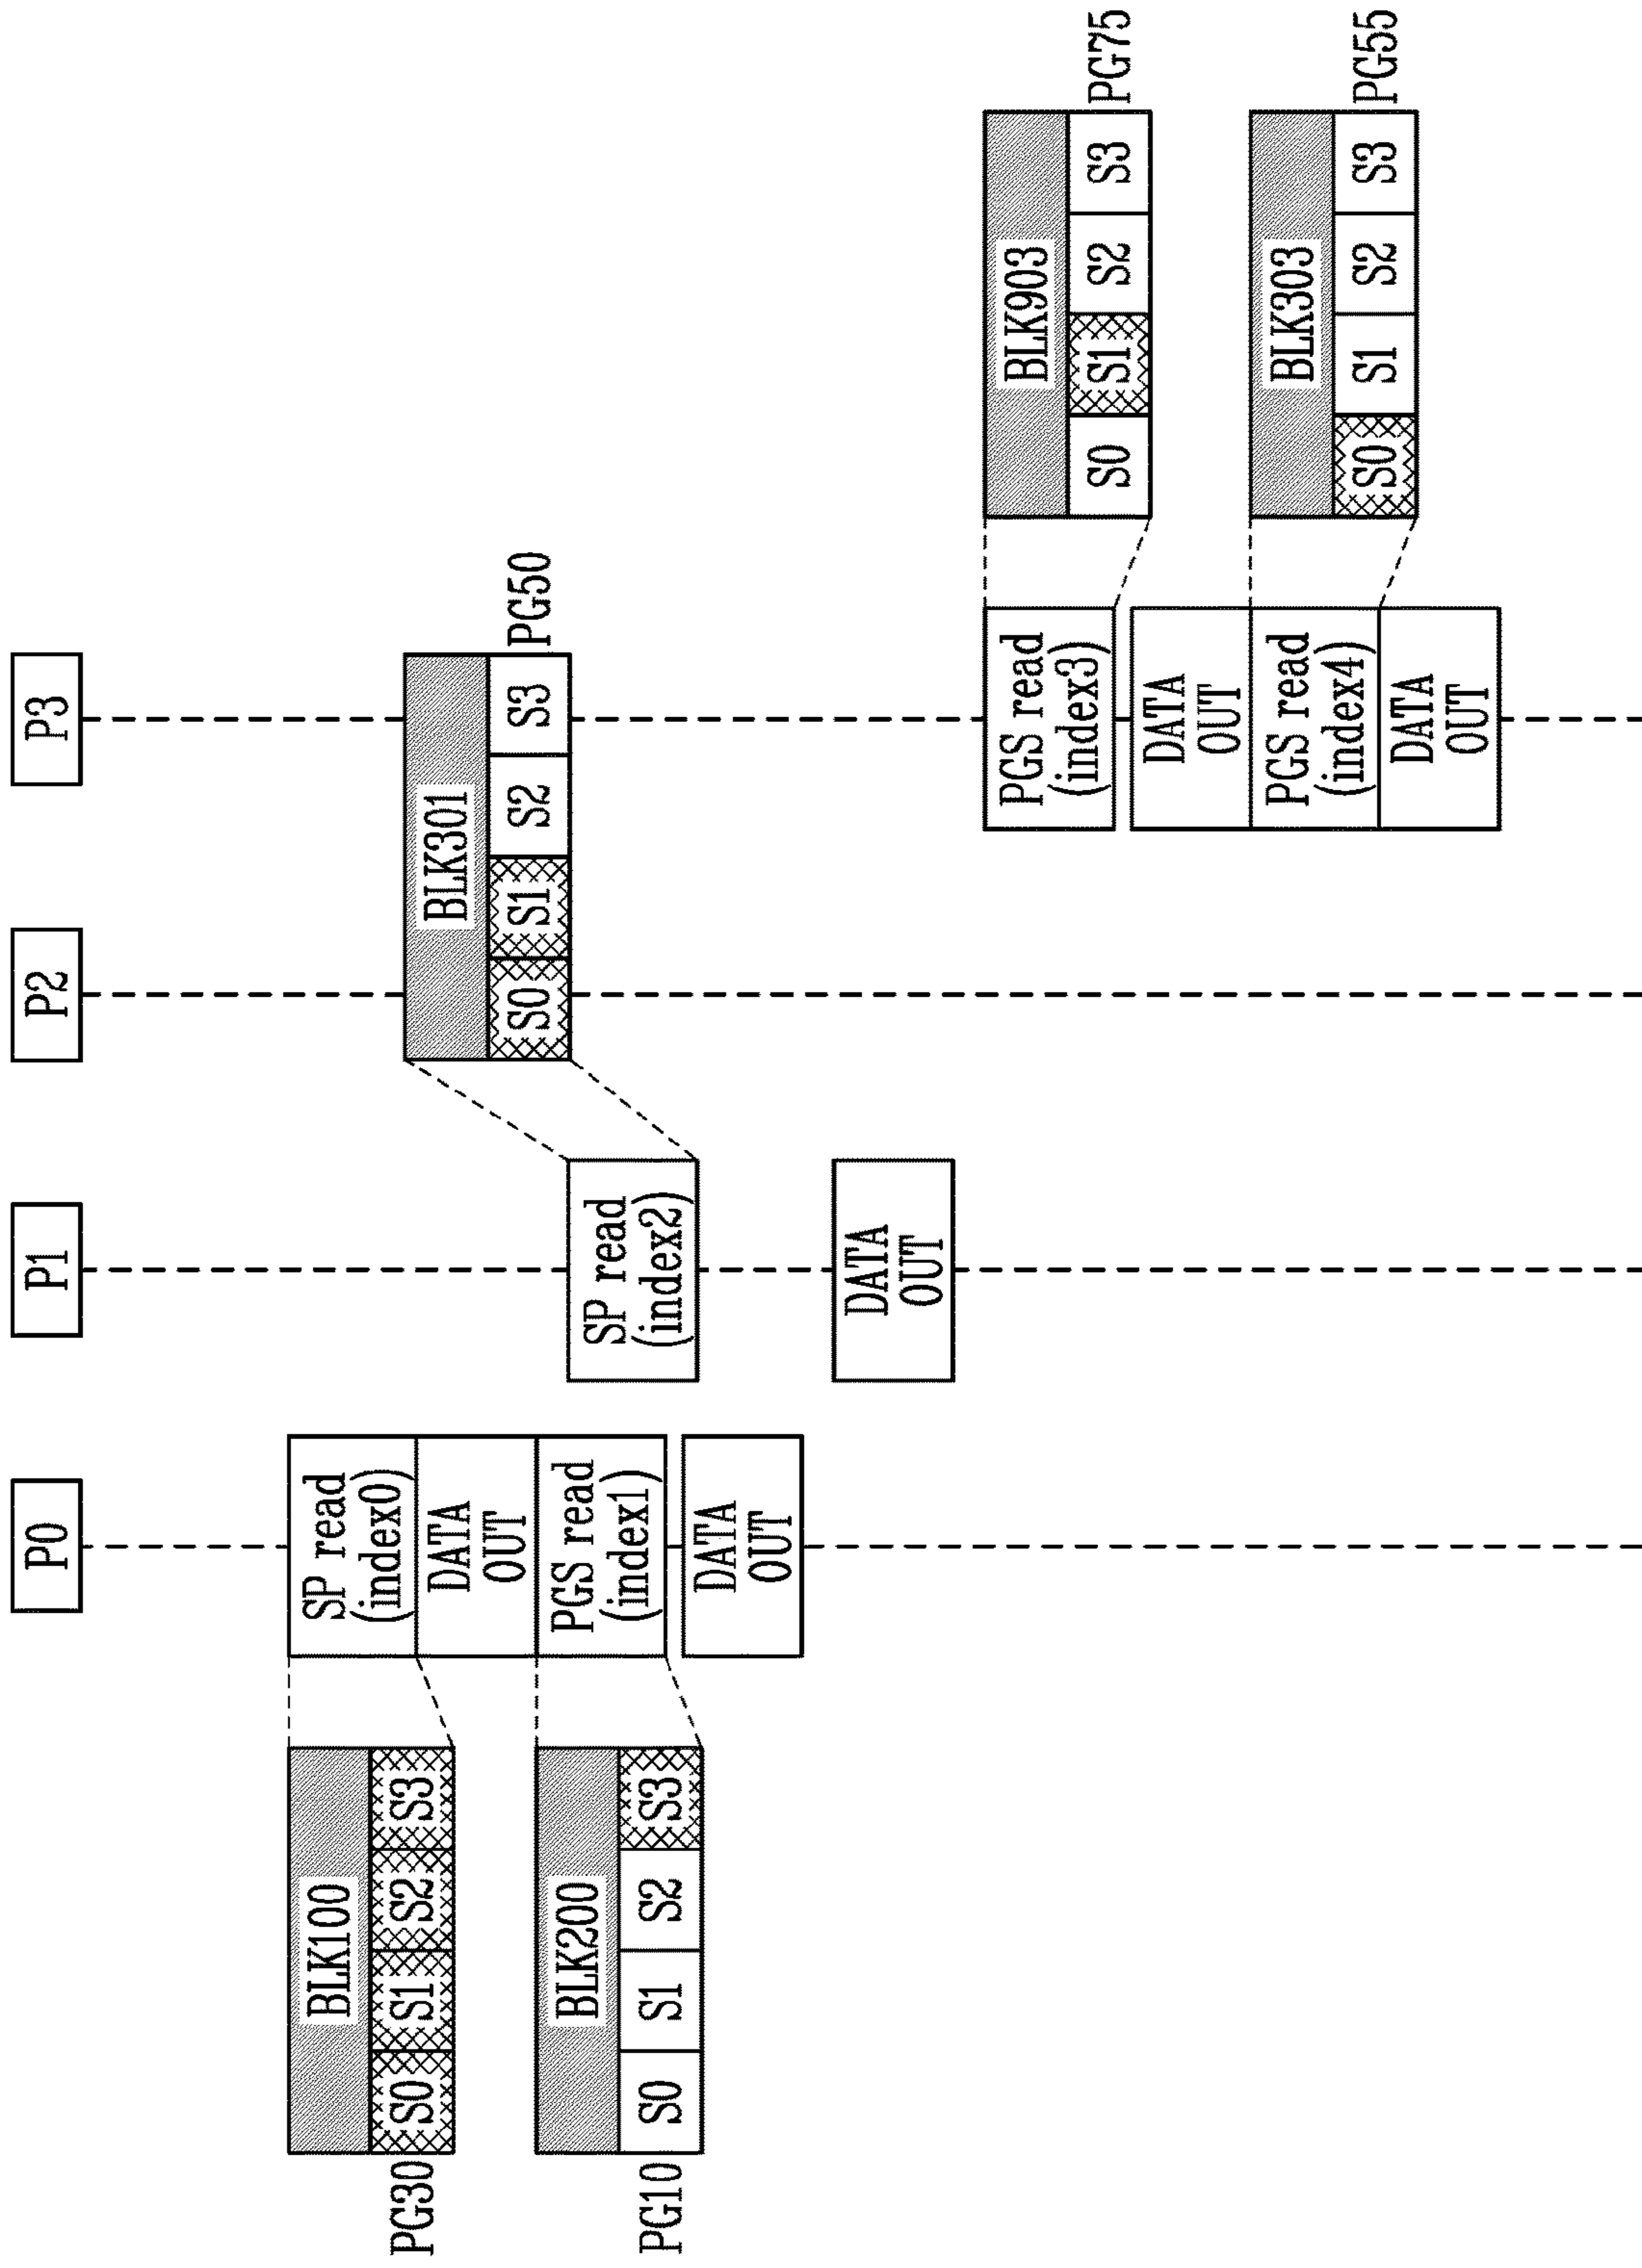 P0 P1 P2 P3
BLK100
PG30 S0 S1 S2 S3
SP read
(index0)
DATA
OUT
BLK301
S0 S1 S2 S3 PG50
BLK200
PG10 S0 S1 S2 S3
PGS read
(index1)
SP read
(index2)
DATA
OUT
DATA
OUT
PGS read
(index3)
BLK903
S0 S1 S2 S3 PG75
DATA
OUT
PGS read
(index4)
BLK303
S0 S1 S2 S3 PG55
DATA
OUT